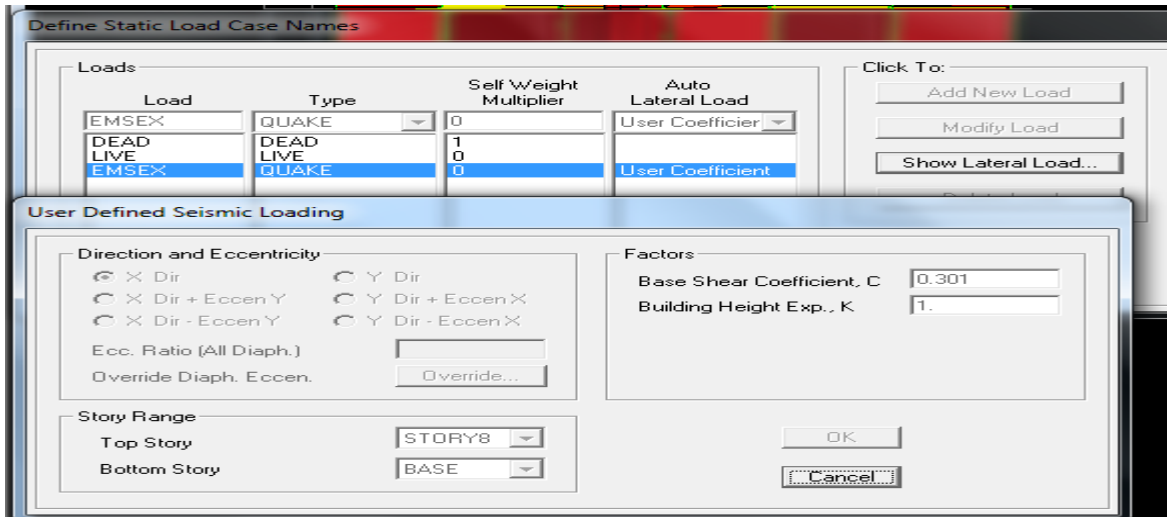 Define Static Load Case Names
Loads
Click To:
Load Type Self Weight Multiplier Auto Lateral Load
EMSEX QUAKE 0 User Coefficier
DEAD DEAD 1
LIVE LIVE 0
EMSEX QUAKE 0 User Coefficient
Add New Load
Modify Load
Show Lateral Load...
User Defined Seismic Loading
Direction and Eccentricity
X Dir Y Dir
X Dir + Eccen Y Y Dir + Eccen X
X Dir - Eccen Y Y Dir - Eccen X
Ecc. Ratio (All Diaph.)
Override Diaph. Eccen. Override...
Factors
Base Shear Coefficient, C 0.301
Building Height Exp., K 1.
Story Range
Top Story STORY8
Bottom Story BASE
OK
Cancel